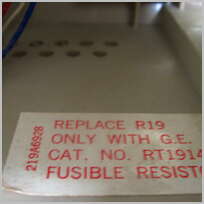 REPLACE R19
ONLY WITH G.E.
CAT. NO. RT1914
FUSIBLE RESISTO
219A6928